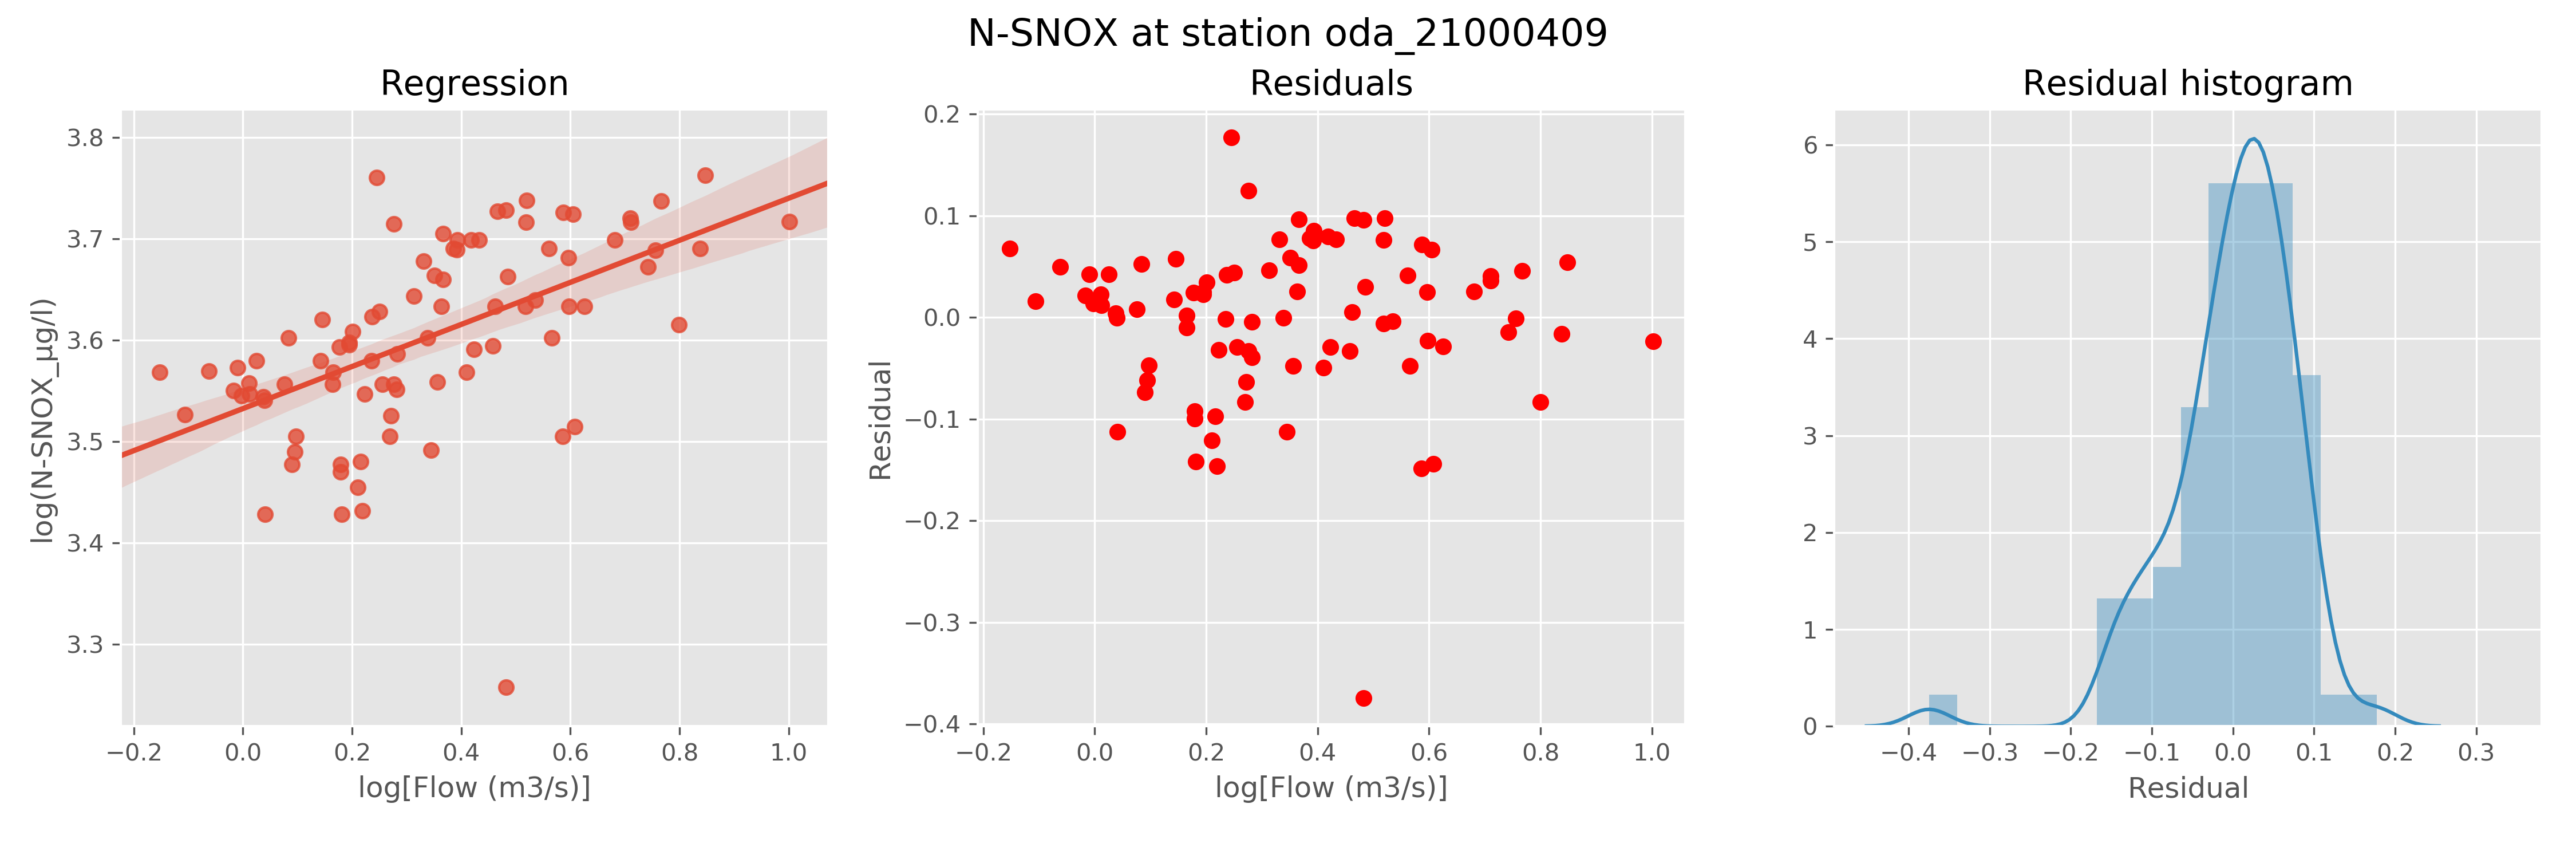 N-SNOX at station oda_21000409
Regression
3.8
3.7
3.6
3.5
3.4
3.3
log(N-SNOX_µg/l)
−0.2 0.0 0.2 0.4 0.6 0.8 1.0
log[Flow (m3/s)]
Residuals
0.2
0.1
0.0
−0.1
−0.2
−0.3
−0.4
Residual
−0.2 0.0 0.2 0.4 0.6 0.8 1.0
log[Flow (m3/s)]
Residual histogram
6
5
4
3
2
1
0
−0.4 −0.3 −0.2 −0.1 0.0 0.1 0.2 0.3
Residual